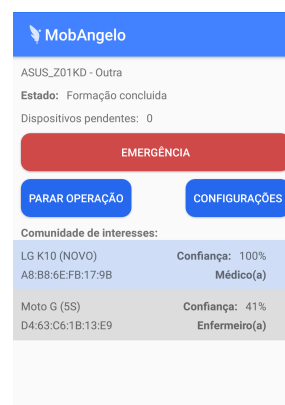 MobAngelo
ASUS_Z01KD - Outra
Estado: Formação concluida
Dispositivos pendentes: 0
EMERGÊNCIA
PARAR OPERAÇÃO CONFIGURAÇÕES
Comunidade de interesses:
LG K10 (NOVO) Confiança: 100%
A8:B8:6E:FB:17:9B Médico(a)
Moto G (5S) Confiança: 41%
D4:63:C6:1B:13:E9 Enfermeiro(a)